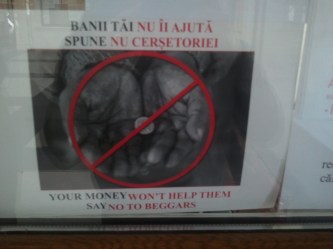 BANII TĂI NU ÎI AJUTĂ
SPUNE NU CERȘETORIEI
YOUR MONEY WON'T HELP THEM
SAY NO TO BEGGARS